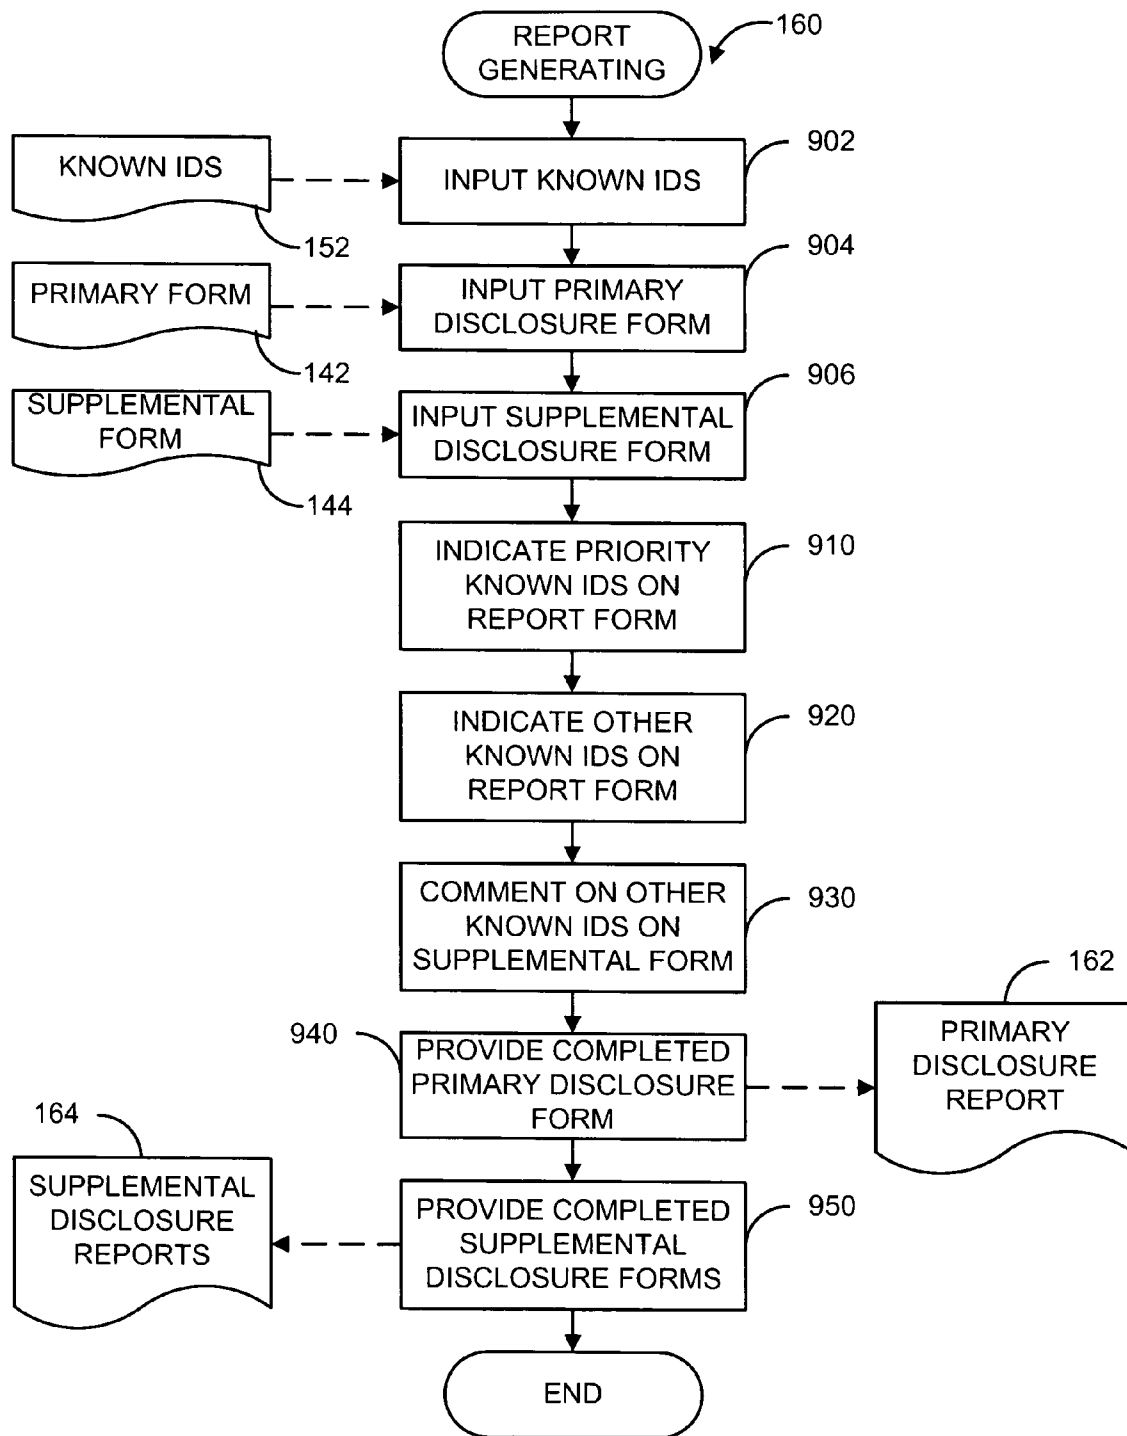 REPORT
GENERATING
160
KNOWN IDS
152
INPUT KNOWN IDS
902
PRIMARY FORM
142
INPUT PRIMARY
DISCLOSURE FORM
904
SUPPLEMENTAL
FORM
144
INPUT SUPPLEMENTAL
DISCLOSURE FORM
906
INDICATE PRIORITY
KNOWN IDS ON
REPORT FORM
910
INDICATE OTHER
KNOWN IDS ON
REPORT FORM
920
COMMENT ON OTHER
KNOWN IDS ON
SUPPLEMENTAL FORM
930
940
PROVIDE COMPLETED
PRIMARY DISCLOSURE
FORM
162
PRIMARY
DISCLOSURE
REPORT
164
SUPPLEMENTAL
DISCLOSURE
REPORTS
PROVIDE COMPLETED
SUPPLEMENTAL
DISCLOSURE FORMS
950
END